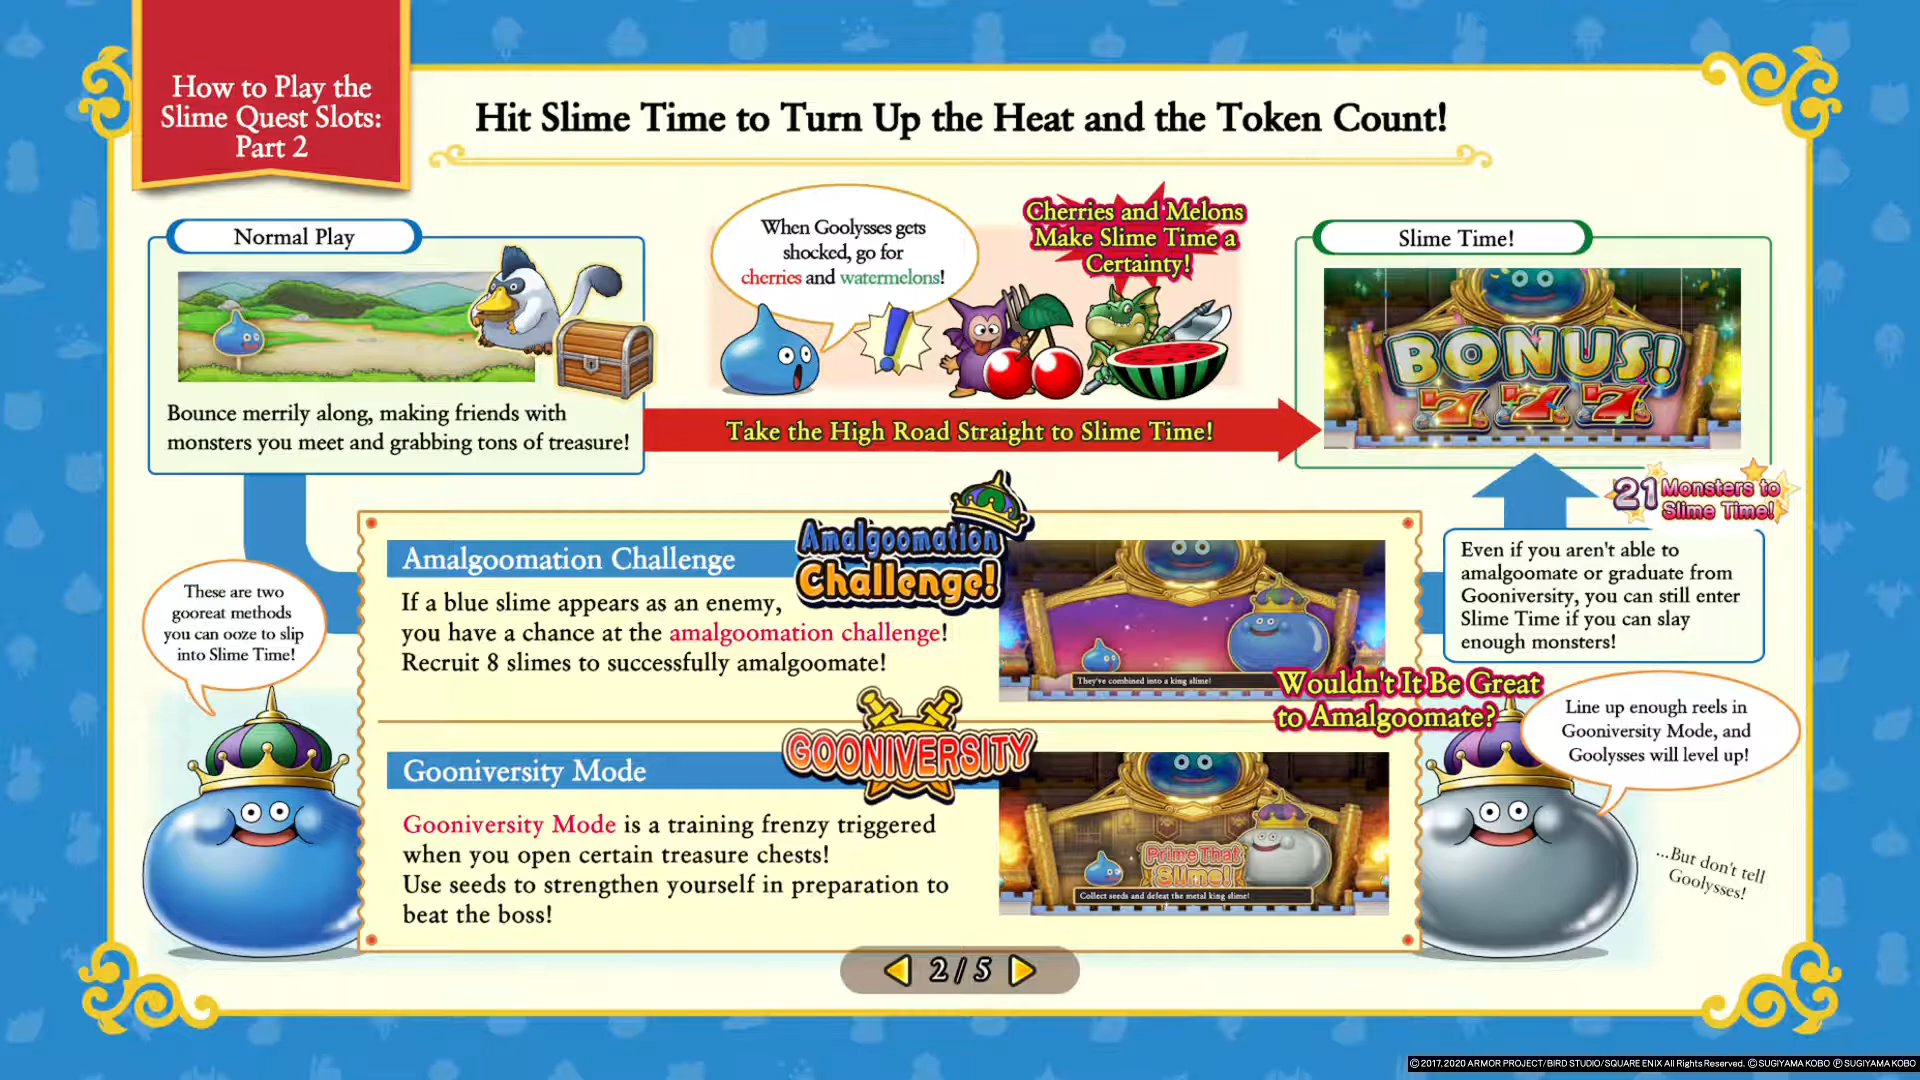 How to Play the
Slime Quest Slots:
Part 2
Hit Slime Time to Turn Up the Heat and the Token Count!
Normal Play
Bounce merrily along, making friends with
monsters you meet and grabbing tons of treasure!
When Goolysses gets
shocked, go for
cherries and watermelons!
Cherries and Melons
Make Slime Time a
Certainty!
Take the High Road Straight to Slime Time!
Slime Time!
BONUS!
777
21 Monsters to
Slime Time!
Even if you aren't able to
amalgoomate or graduate from
Gooniversity, you can still enter
Slime Time if you can slay
enough monsters!
These are two
gooreat methods
you can ooze to slip
into Slime Time!
Amalgoomation Challenge
Amalgoomation
Challenge!
If a blue slime appears as an enemy,
you have a chance at the amalgoomation challenge!
Recruit 8 slimes to successfully amalgoomate!
They've combined into a king slime!
Wouldn't It Be Great
to Amalgoomate?
Gooniversity Mode
GOONIVERSITY
Gooniversity Mode is a training frenzy triggered
when you open certain treasure chests!
Use seeds to strengthen yourself in preparation to
beat the boss!
Prime That
Slime!
Collect seeds and defeat the metal king slime!
Line up enough reels in
Gooniversity Mode, and
Goolysses will level up!
...But don't tell
Goolysses!
2/5
© 2017, 2020 ARMOR PROJECT/BIRD STUDIO/SQUARE ENIX All Rights Reserved. © SUGIYAMA KOBO ℗ SUGIYAMA KOBO